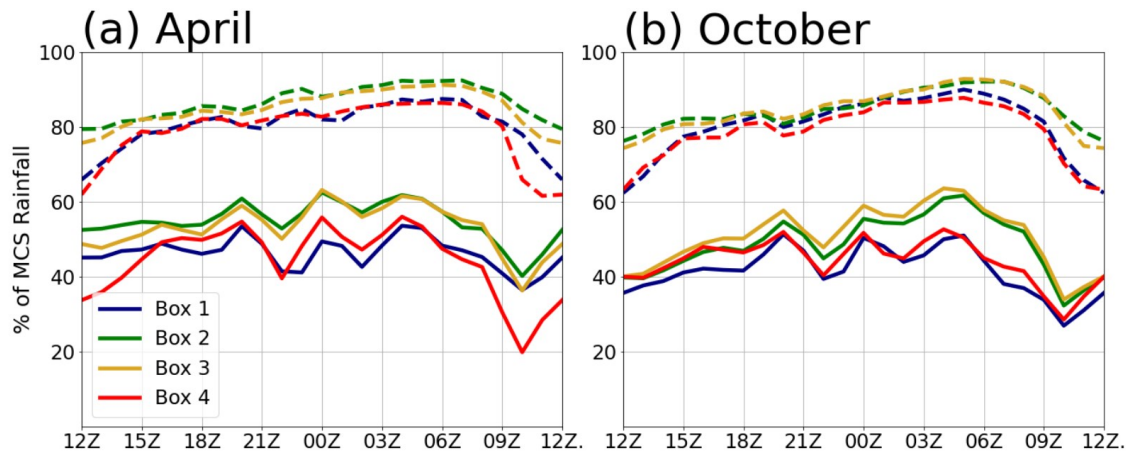 (a) April
(b) October
% of MCS Rainfall
100
80
60
40
20
Box 1
Box 2
Box 3
Box 4
12Z 15Z 18Z 21Z 00Z 03Z 06Z 09Z 12Z.
100
80
60
40
20
12Z 15Z 18Z 21Z 00Z 03Z 06Z 09Z 12Z.